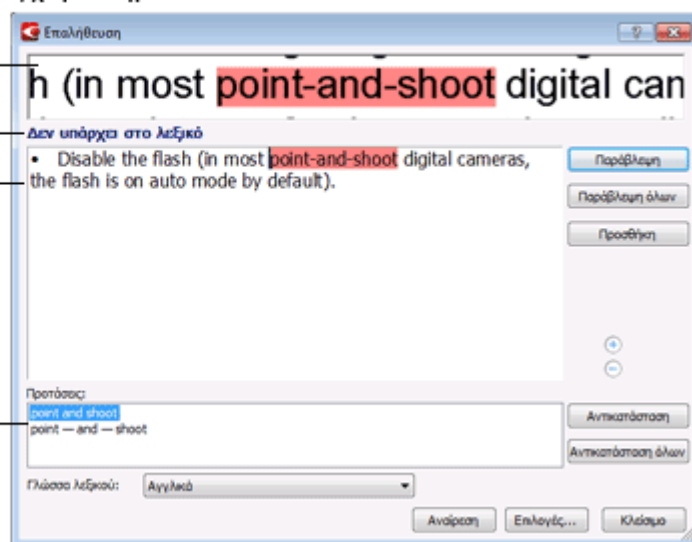 Επαλήθευση
h (in most point-and-shoot digital can
Δεν υπάρχει στο λεξικό
• Disable the flash (in most point-and-shoot digital cameras,
the flash is on auto mode by default).
Παράβλεψη
Παράβλεψη όλων
Προσθήκη
Προτάσεις:
point and shoot
point — and — shoot
Αντικατάσταση
Αντικατάσταση όλων
Γλώσσα λεξικού: Αγγλικά
Αναίρεση Επιλογές... Κλείσιμο